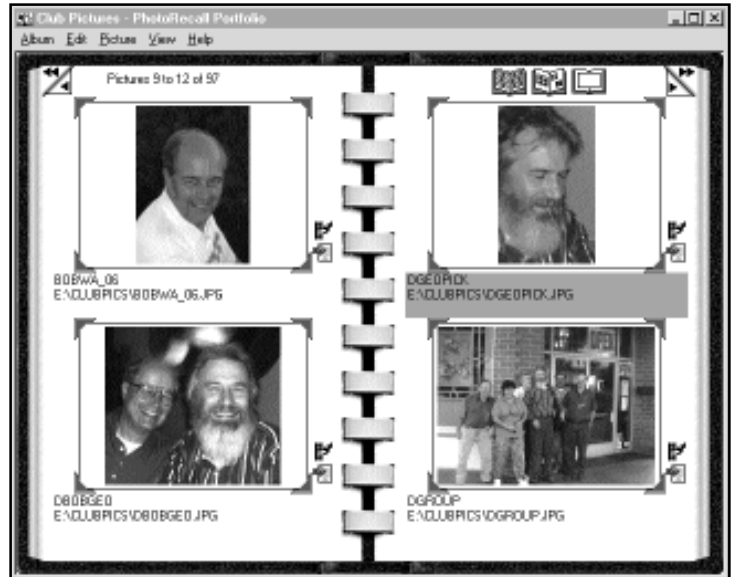 Club Pictures - PhotoRecall Portfolio
Album Edit Picture View Help
Pictures 9 to 12 of 97
BOBWA_06
E:\CLUBPICS\BOBWA_06.JPG
DGEOPICK
E:\CLUBPICS\DGEOPICK.JPG
DBOBGEO
E:\CLUBPICS\DBOBGEO.JPG
DGROUP
E:\CLUBPICS\DGROUP.JPG